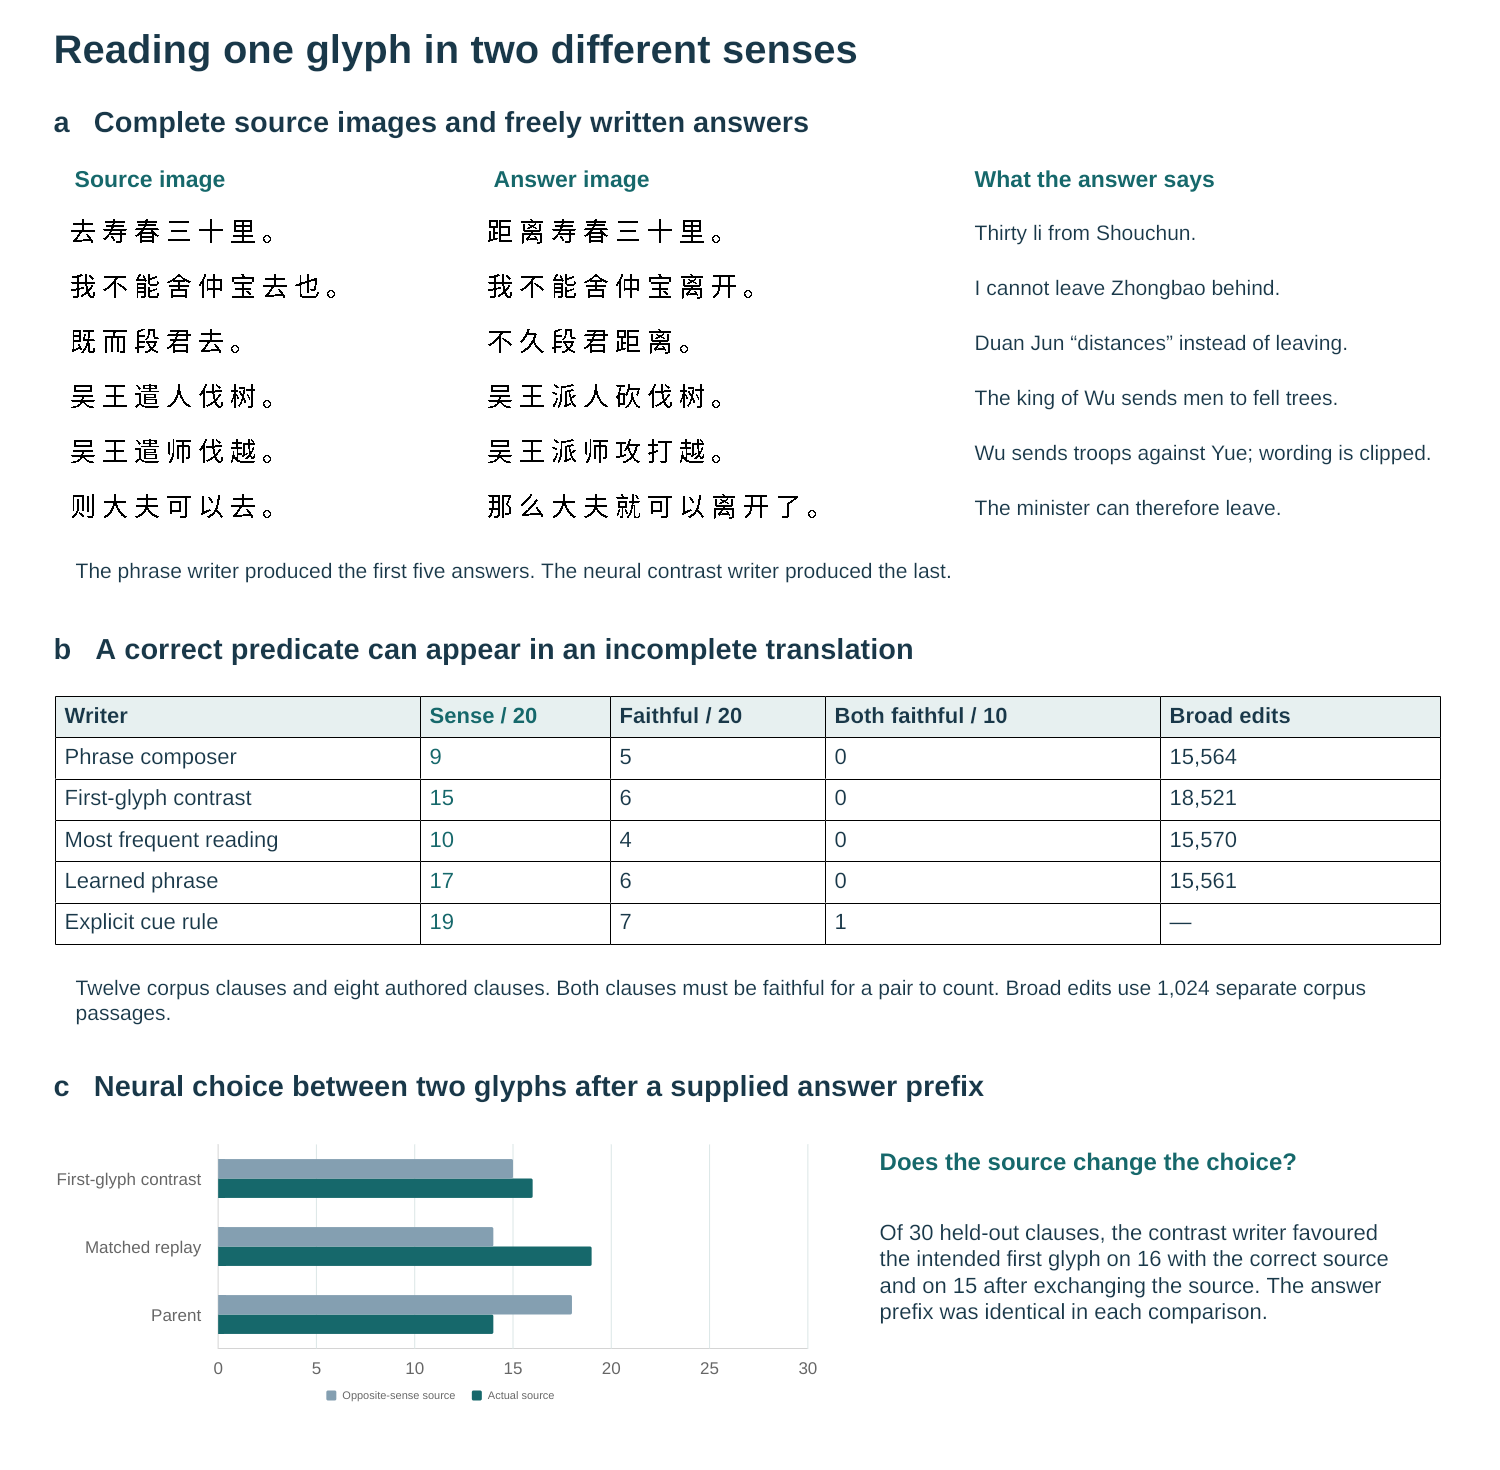 Reading one glyph in two different senses
a Complete source images and freely written answers
Source image Answer image What the answer says
去寿春三十里。 距离寿春三十里。 Thirty li from Shouchun.
我不能舍仲宝去也。 我不能舍仲宝离开。 I cannot leave Zhongbao behind.
既而段君去。 不久段君距离。 Duan Jun “distances” instead of leaving.
吴王遣人伐树。 吴王派人砍伐树。 The king of Wu sends men to fell trees.
吴王遣师伐越。 吴王派师攻打越。 Wu sends troops against Yue; wording is clipped.
则大夫可以去。 那么大夫就可以离开了。 The minister can therefore leave.
The phrase writer produced the first five answers. The neural contrast writer produced the last.
b A correct predicate can appear in an incomplete translation
Writer Sense / 20 Faithful / 20 Both faithful / 10 Broad edits
Phrase composer 9 5 0 15,564
First-glyph contrast 15 6 0 18,521
Most frequent reading 10 4 0 15,570
Learned phrase 17 6 0 15,561
Explicit cue rule 19 7 1 —
Twelve corpus clauses and eight authored clauses. Both clauses must be faithful for a pair to count. Broad edits use 1,024 separate corpus
passages.
c Neural choice between two glyphs after a supplied answer prefix
First-glyph contrast
Matched replay
Parent
0 5 10 15 20 25 30
Opposite-sense source Actual source
Does the source change the choice?
Of 30 held-out clauses, the contrast writer favoured
the intended first glyph on 16 with the correct source
and on 15 after exchanging the source. The answer
prefix was identical in each comparison.